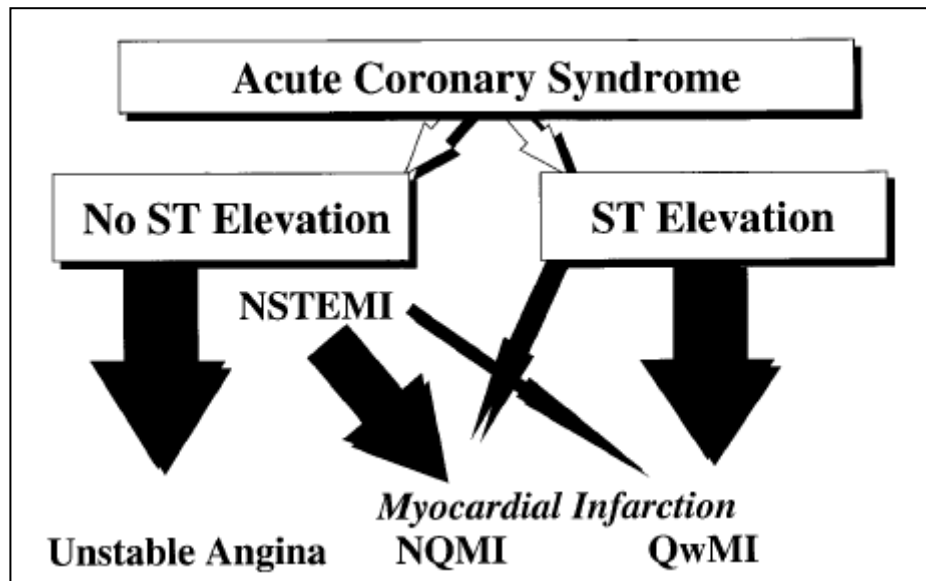 Acute Coronary Syndrome
No ST Elevation
ST Elevation
NSTEMI
Myocardial Infarction
Unstable Angina
NQMI
QwMI